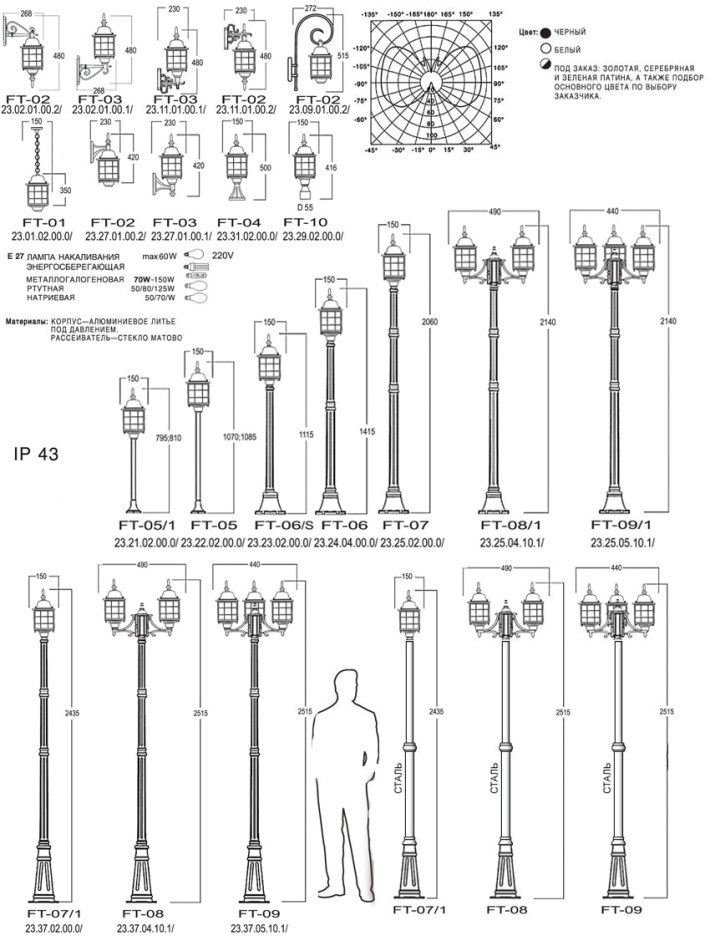 268
480
FT-02
23.02.01.00.2/
230
480
268
FT-03
23.02.01.00.1/
230
480
FT-03
23.11.01.00.1/
230
480
FT-02
23.11.01.00.2/
272
515
FT-02
23.09.01.00.2/
-135° -150° -165° 180° 165° 150° 135°
-120° 120°
-105° 105°
-90° 90°
-75° 75°
-60° 60°
40
60
80
100
-45° -30° -15° 0° 15° 30° 45°
Цвет: ЧЕРНЫЙ
БЕЛЫЙ
ПОД ЗАКАЗ: ЗОЛОТАЯ, СЕРЕБРЯНАЯ
И ЗЕЛЕНАЯ ПАТИНА, А ТАКЖЕ ПОДБОР
ОСНОВНОГО ЦВЕТА ПО ВЫБОРУ
ЗАКАЗЧИКА.
150
350
FT-01
23.01.02.00.0/
150
420
FT-02
23.27.01.00.2/
150
420
FT-03
23.27.01.00.1/
150
500
FT-04
23.31.02.00.0/
150
416
D 55
FT-10
23.29.02.00.0/
E 27 ЛАМПА НАКАЛИВАНИЯ max60W 220V
ЭНЕРГОСБЕРЕГАЮЩАЯ
МЕТАЛЛОГАЛОГЕНОВАЯ 70W-150W
РТУТНАЯ 50/80/125W
НАТРИЕВАЯ 50/70/W
Материалы: КОРПУС—АЛЮМИНИЕВОЕ ЛИТЬЕ
ПОД ДАВЛЕНИЕМ.
РАССЕИВАТЕЛЬ—СТЕКЛО МАТОВО
IP 43
150
795;810
FT-05/1
23.21.02.00.0/
150
1070;1085
FT-05
23.22.02.00.0/
150
1115
FT-06/S
23.23.02.00.0/
150
1415
FT-06
23.24.04.00.0/
150
2060
FT-07
23.25.02.00.0/
490
2140
FT-08/1
23.25.04.10.1/
440
2140
FT-09/1
23.25.05.10.1/
150
2435
FT-07/1
23.37.02.00.0/
490
2515
FT-08
23.37.04.10.1/
440
2515
FT-09
23.37.05.10.1/
150
2435
СТАЛЬ
FT-07/1
490
2515
СТАЛЬ
FT-08
440
2515
СТАЛЬ
FT-09